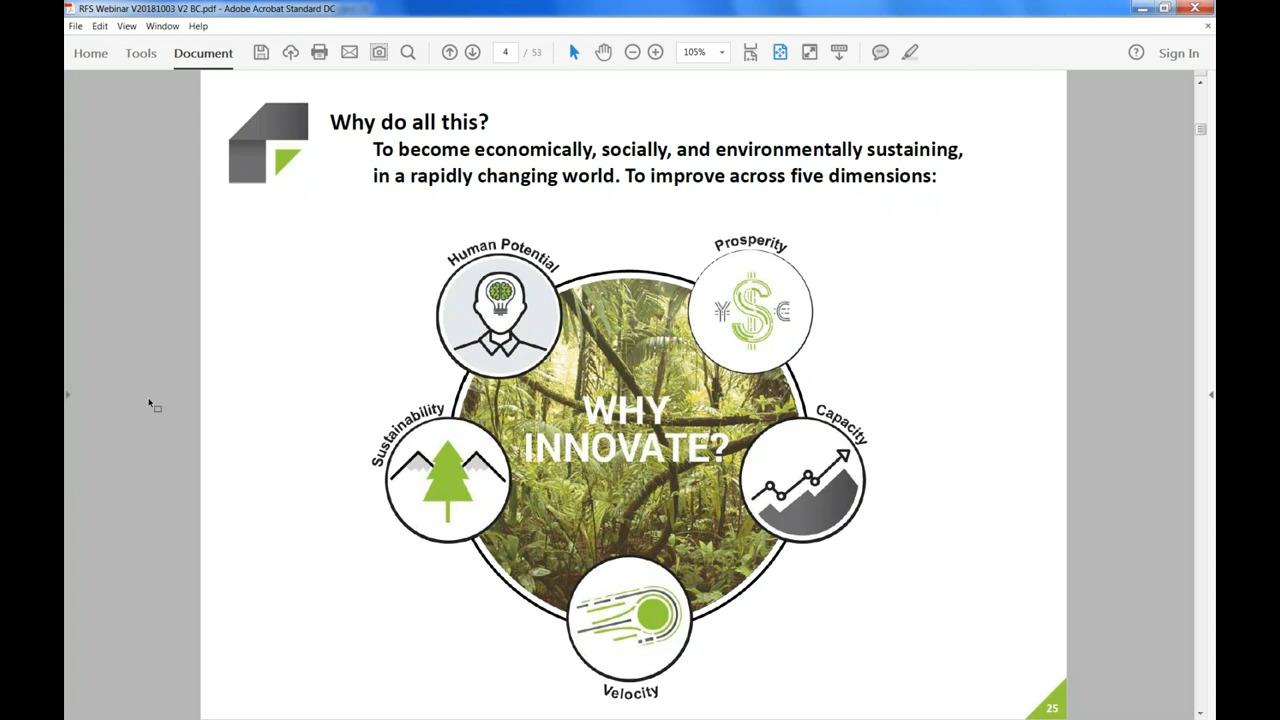 RFS Webinar V20181003 V2 BC.pdf - Adobe Acrobat Standard DC
File Edit View Window Help
Home Tools Document 4 / 53 105% Sign In
Why do all this?
To become economically, socially, and environmentally sustaining,
in a rapidly changing world. To improve across five dimensions:
Human Potential
Prosperity
¥ $ €
WHY
INNOVATE?
Sustainability
Capacity
Velocity
25